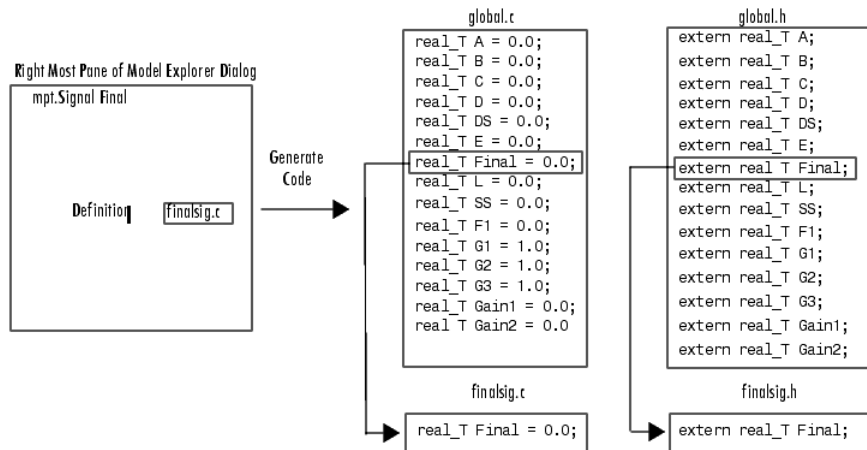 Right Most Pane of Model Explorer Dialog
mpt.Signal Final
Definition
finalsig.c
Generate
Code
global.c
real_T A = 0.0;
real_T B = 0.0;
real_T C = 0.0;
real_T D = 0.0;
real_T DS = 0.0;
real_T E = 0.0;
real_T Final = 0.0;
real_T L = 0.0;
real_T SS = 0.0;
real_T F1 = 0.0;
real_T G1 = 1.0;
real_T G2 = 1.0;
real_T G3 = 1.0;
real_T Gain1 = 0.0;
real T Gain2 = 0.0
finalsig.c
real_T Final = 0.0;
global.h
extern real_T A;
extern real_T B;
extern real_T C;
extern real_T D;
extern real_T DS;
extern real_T E;
extern real T Final;
extern real_T L;
extern real_T SS;
extern real_T F1;
extern real_T G1;
extern real_T G2;
extern real_T G3;
extern real_T Gain1;
extern real_T Gain2;
finalsig.h
extern real_T Final;